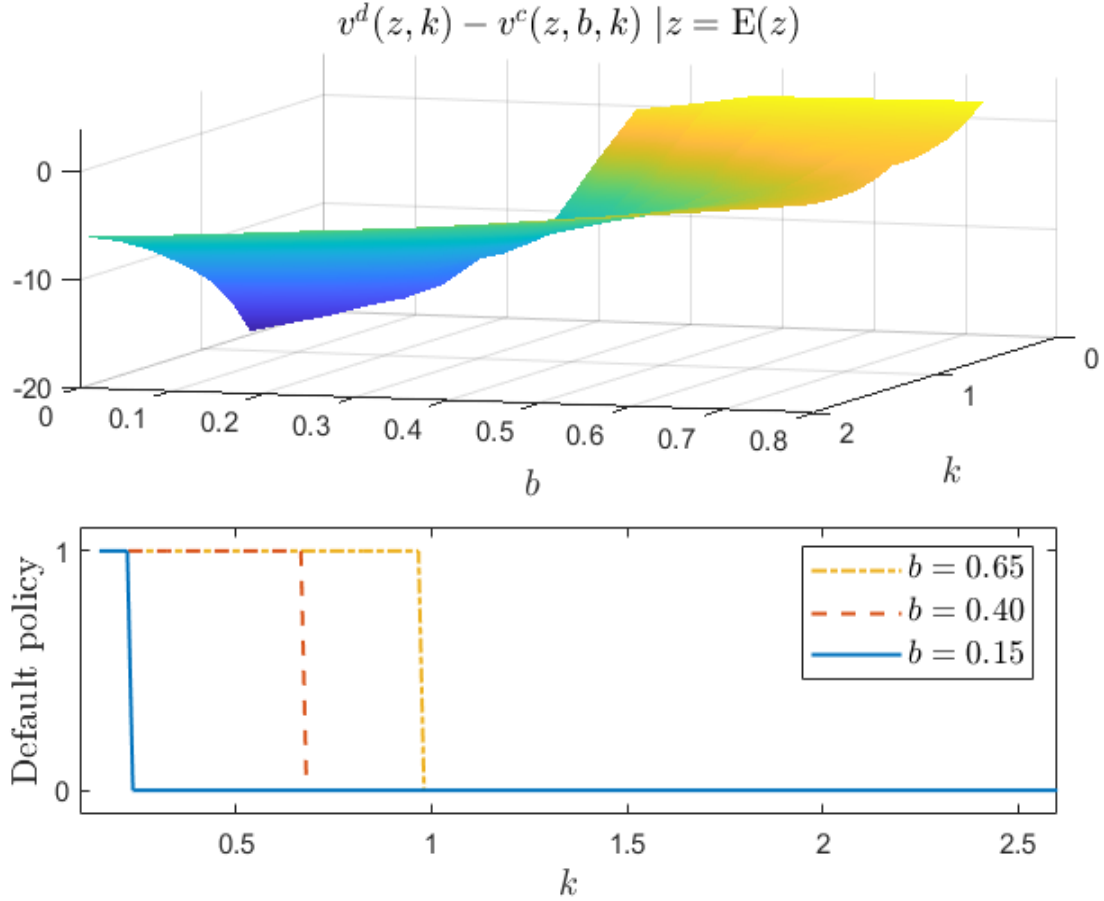 v^d(z, k) − v^c(z, b, k) |z = E(z)
0
-10
-20
0
0.1
0.2
0.3
0.4
0.5
0.6
0.7
0.8
b
2
1
0
k
Default policy
1
0
b = 0.65
b = 0.40
b = 0.15
0.5
1
1.5
2
2.5
k